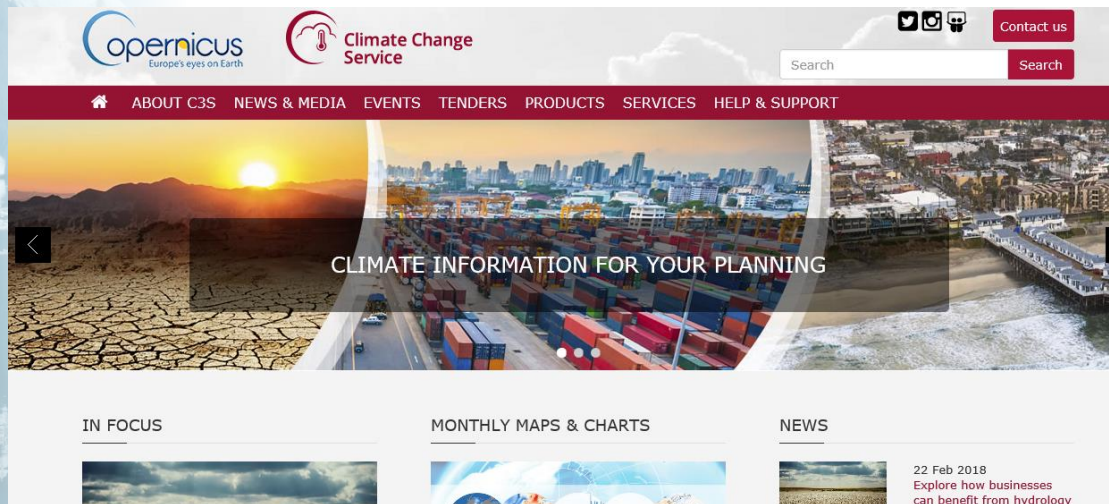 Copernicus
Europe's eyes on Earth
Climate Change
Service
Contact us
Search
Search
ABOUT C3S NEWS & MEDIA EVENTS TENDERS PRODUCTS SERVICES HELP & SUPPORT
CLIMATE INFORMATION FOR YOUR PLANNING
IN FOCUS
MONTHLY MAPS & CHARTS
NEWS
22 Feb 2018
Explore how businesses
can benefit from hydrology